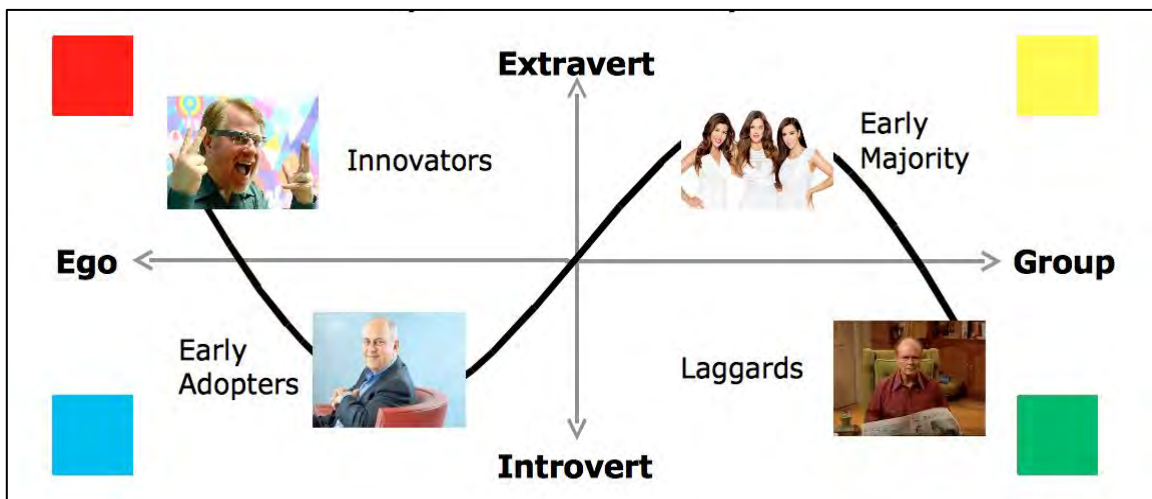 Extravert
Innovators
Early
Majority
Ego
Group
Early
Adopters
Laggards
Introvert